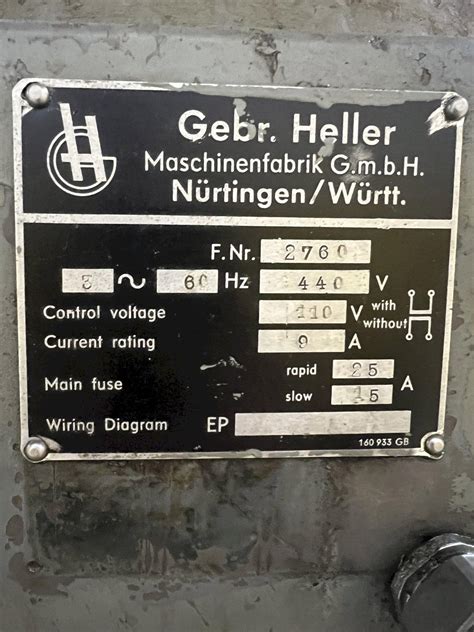 Gebr. Heller
Maschinenfabrik G.m.b.H.
Nürtingen/Württ.
F.Nr. 2760
3 ~ 60 Hz 440 V
Control voltage 110 V with without
Current rating 9 A
Main fuse rapid 25 slow 15 A
Wiring Diagram EP
160 933 GB